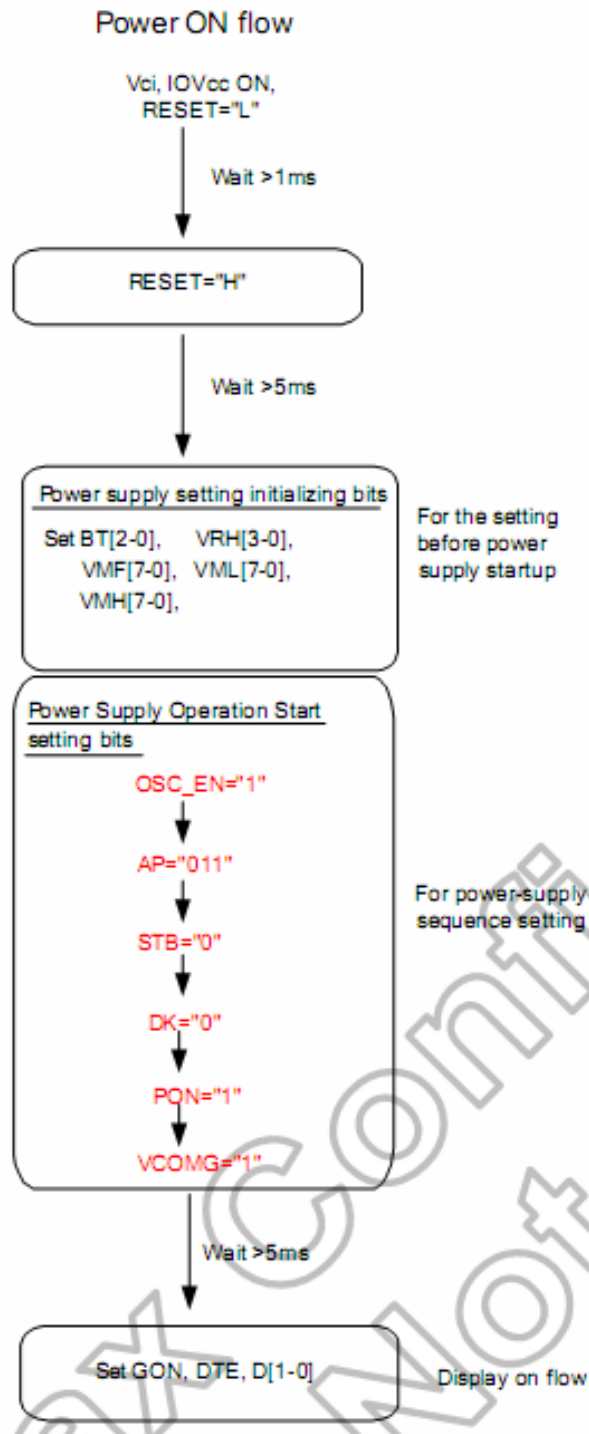 Power ON flow
Vci, IOVcc ON,
RESET="L"
Wait >1ms
RESET="H"
Wait >5ms
Power supply setting initializing bits
Set BT[2-0], VRH[3-0],
VMF[7-0], VML[7-0],
VMH[7-0],
For the setting
before power
supply startup
Power Supply Operation Start
setting bits
OSC_EN="1"
AP="011"
STB="0"
DK="0"
PON="1"
VCOMG="1"
For power-supply
sequence setting
Wait >5ms
Set GON, DTE, D[1-0]
Display on flow